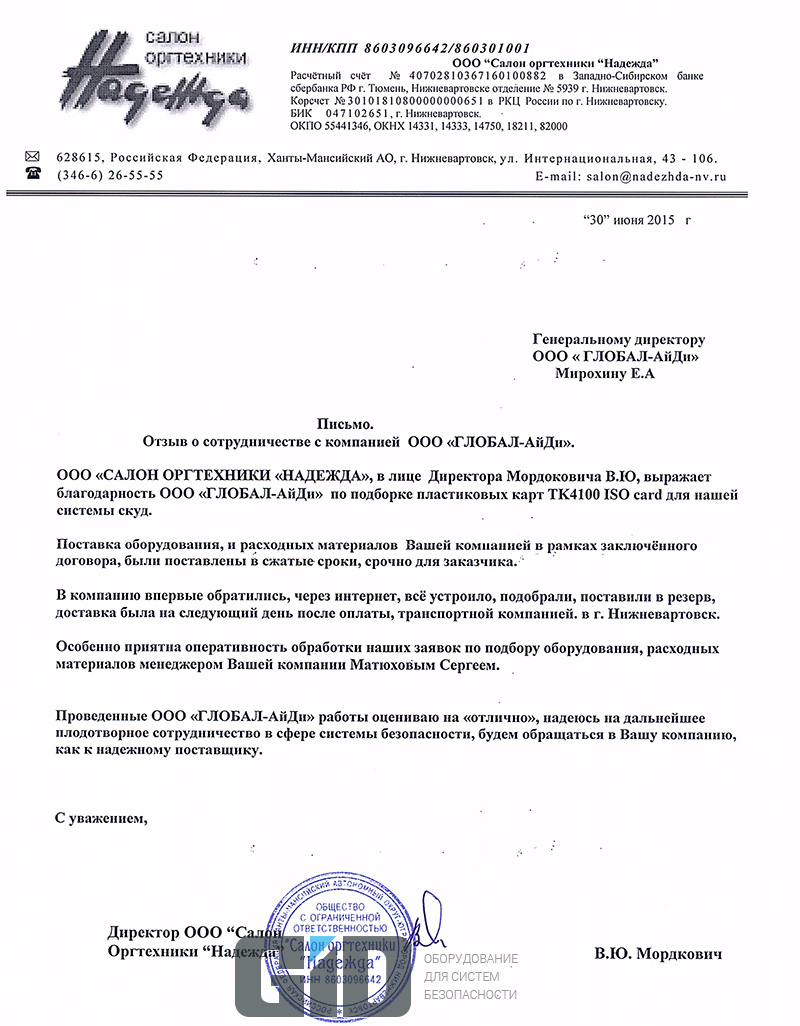 салон
оргтехники
Надежда
ИНН/КПП 8603096642/860301001
ООО “Салон оргтехники “Надежда”
Расчётный счёт № 40702810367160100882 в Западно-Сибирском банке
сбербанка РФ г. Тюмень, Нижневартовское отделение № 5939 г. Нижневартовск.
Корсчет №30101810800000000651 в РКЦ России по г. Нижневартовску.
БИК 047102651, г. Нижневартовск.
ОКПО 55441346, ОКНХ 14331, 14333, 14750, 18211, 82000
628615, Российская Федерация, Ханты-Мансийский АО, г. Нижневартовск, ул. Интернациональная, 43 - 106.
(346-6) 26-55-55 E-mail: salon@nadezhda-nv.ru
“30” июня 2015 г
Генеральному директору
ООО « ГЛОБАЛ-АйДи»
Мирохину Е.А
Письмо.
Отзыв о сотрудничестве с компанией ООО «ГЛОБАЛ-АйДи».
ООО «САЛОН ОРГТЕХНИКИ «НАДЕЖДА», в лице Директора Мордоковича В.Ю, выражает
благодарность ООО «ГЛОБАЛ-АйДи» по подборке пластиковых карт TK4100 ISO card для нашей
системы скуд.
Поставка оборудования, и расходных материалов Вашей компанией в рамках заключённого
договора, были поставлены в сжатые сроки, срочно для заказчика.
В компанию впервые обратились, через интернет, всё устроило, подобрали, поставили в резерв,
доставка была на следующий день после оплаты, транспортной компанией. в г. Нижневартовск.
Особенно приятна оперативность обработки наших заявок по подбору оборудования, расходных
материалов менеджером Вашей компании Матюховым Сергеем.
Проведенные ООО «ГЛОБАЛ-АйДи» работы оцениваю на «отлично», надеюсь на дальнейшее
плодотворное сотрудничество в сфере системы безопасности, будем обращаться в Вашу компанию,
как к надежному поставщику.
С уважением,
Директор ООО “Салон
Оргтехники “Надежда”
В.Ю. Мордкович
ОБЩЕСТВО
С ОГРАНИЧЕННОЙ
ОТВЕТСТВЕННОСТЬЮ
"Салон оргтехники
"Надежда"
ИНН 8603096642
ОБОРУДОВАНИЕ
ДЛЯ СИСТЕМ
БЕЗОПАСНОСТИ